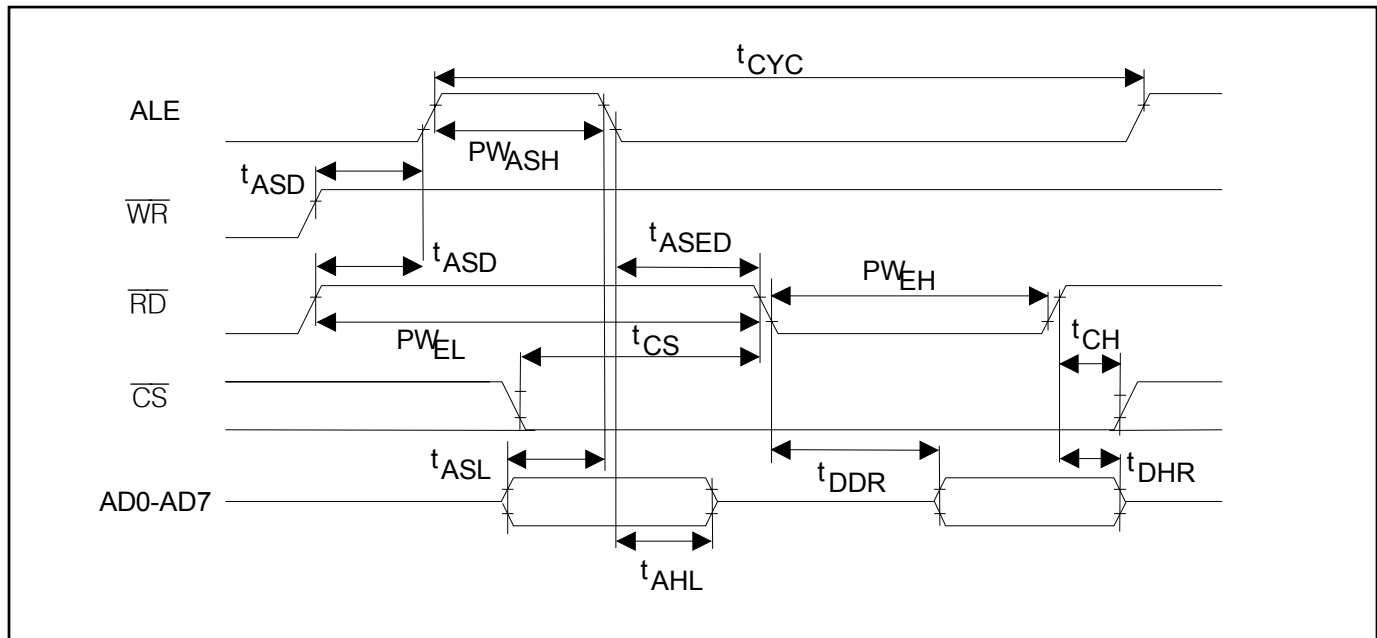 tCYC
ALE
PWASH
tASD
WR
tASED
tASD
PWEH
RD
PWEL
tCS
tCH
CS
tASL
tDDR
tDHR
AD0-AD7
tAHL